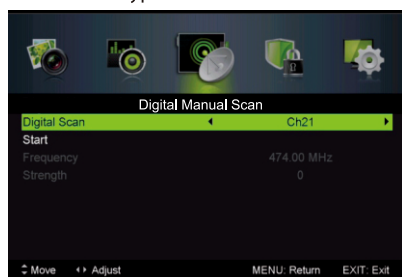 Digital Manual Scan
Digital Scan Ch21
Start
Frequency 474.00 MHz
Strength 0
Move Adjust MENU: Return EXIT: Exit